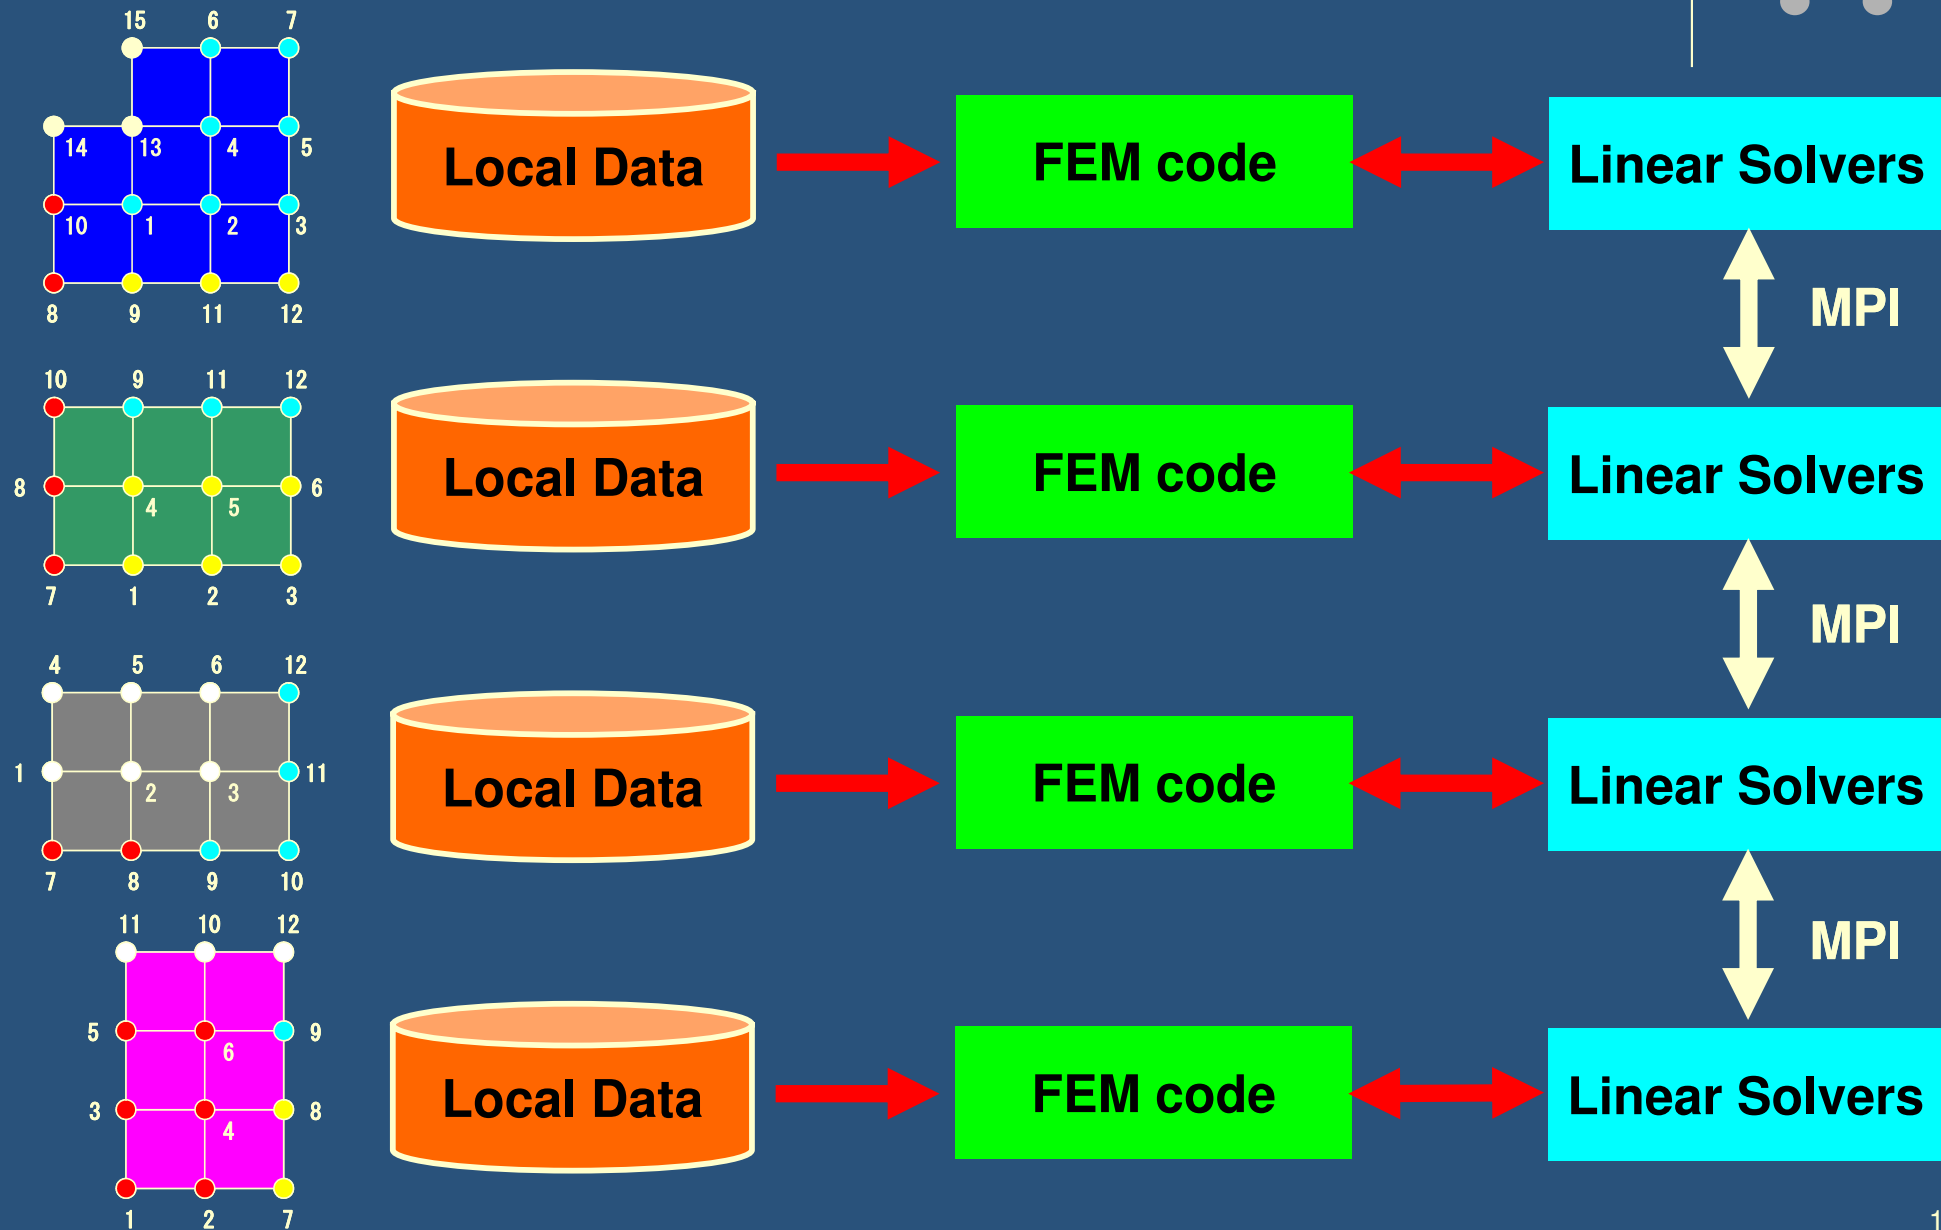 15 6 7
14 13 4 5
Local Data FEM code Linear Solvers
10 1 2 3
8 9 11 12
MPI
10 9 11 12
8 6
Local Data FEM code Linear Solvers
4 5
7 1 2 3
MPI
4 5 6 12
1 11
2 3
Local Data FEM code Linear Solvers
7 8 9 10
11 10 12
MPI
5 9
6
3 8
Local Data FEM code Linear Solvers
4
1 2 7
1